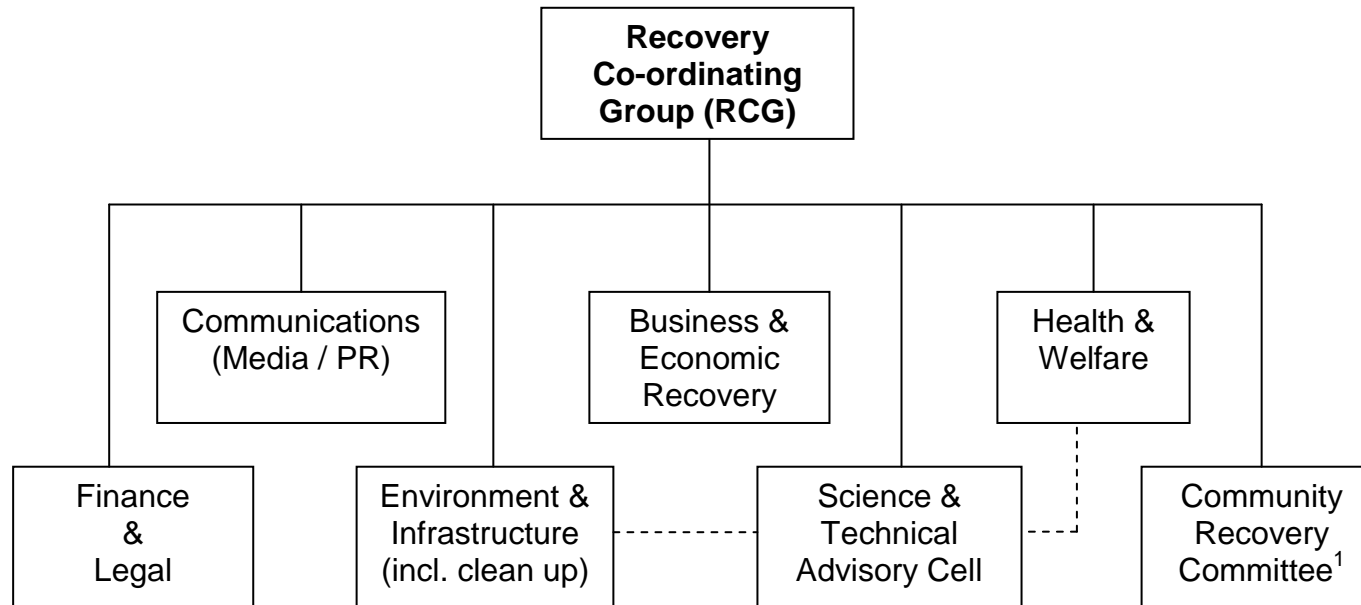 Recovery
Co-ordinating
Group (RCG)
Communications
(Media / PR)
Business &
Economic
Recovery
Health &
Welfare
Finance
&
Legal
Environment &
Infrastructure
(incl. clean up)
Science &
Technical
Advisory Cell
Community
Recovery
Committee¹